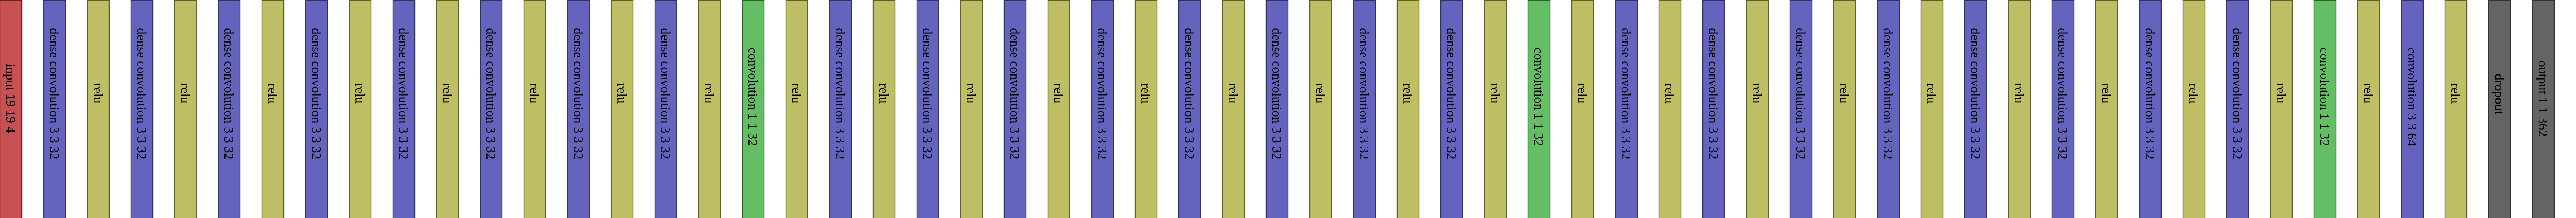 input 19 19 4
dense convolution 3 3 32
relu
dense convolution 3 3 32
relu
dense convolution 3 3 32
relu
dense convolution 3 3 32
relu
dense convolution 3 3 32
relu
dense convolution 3 3 32
relu
dense convolution 3 3 32
relu
dense convolution 3 3 32
relu
convolution 1 1 32
relu
dense convolution 3 3 32
relu
dense convolution 3 3 32
relu
dense convolution 3 3 32
relu
dense convolution 3 3 32
relu
dense convolution 3 3 32
relu
dense convolution 3 3 32
relu
dense convolution 3 3 32
relu
dense convolution 3 3 32
relu
convolution 1 1 32
relu
dense convolution 3 3 32
relu
dense convolution 3 3 32
relu
dense convolution 3 3 32
relu
dense convolution 3 3 32
relu
dense convolution 3 3 32
relu
dense convolution 3 3 32
relu
dense convolution 3 3 32
relu
dense convolution 3 3 32
relu
convolution 1 1 32
relu
convolution 3 3 64
relu
dropout
output 1 1 362